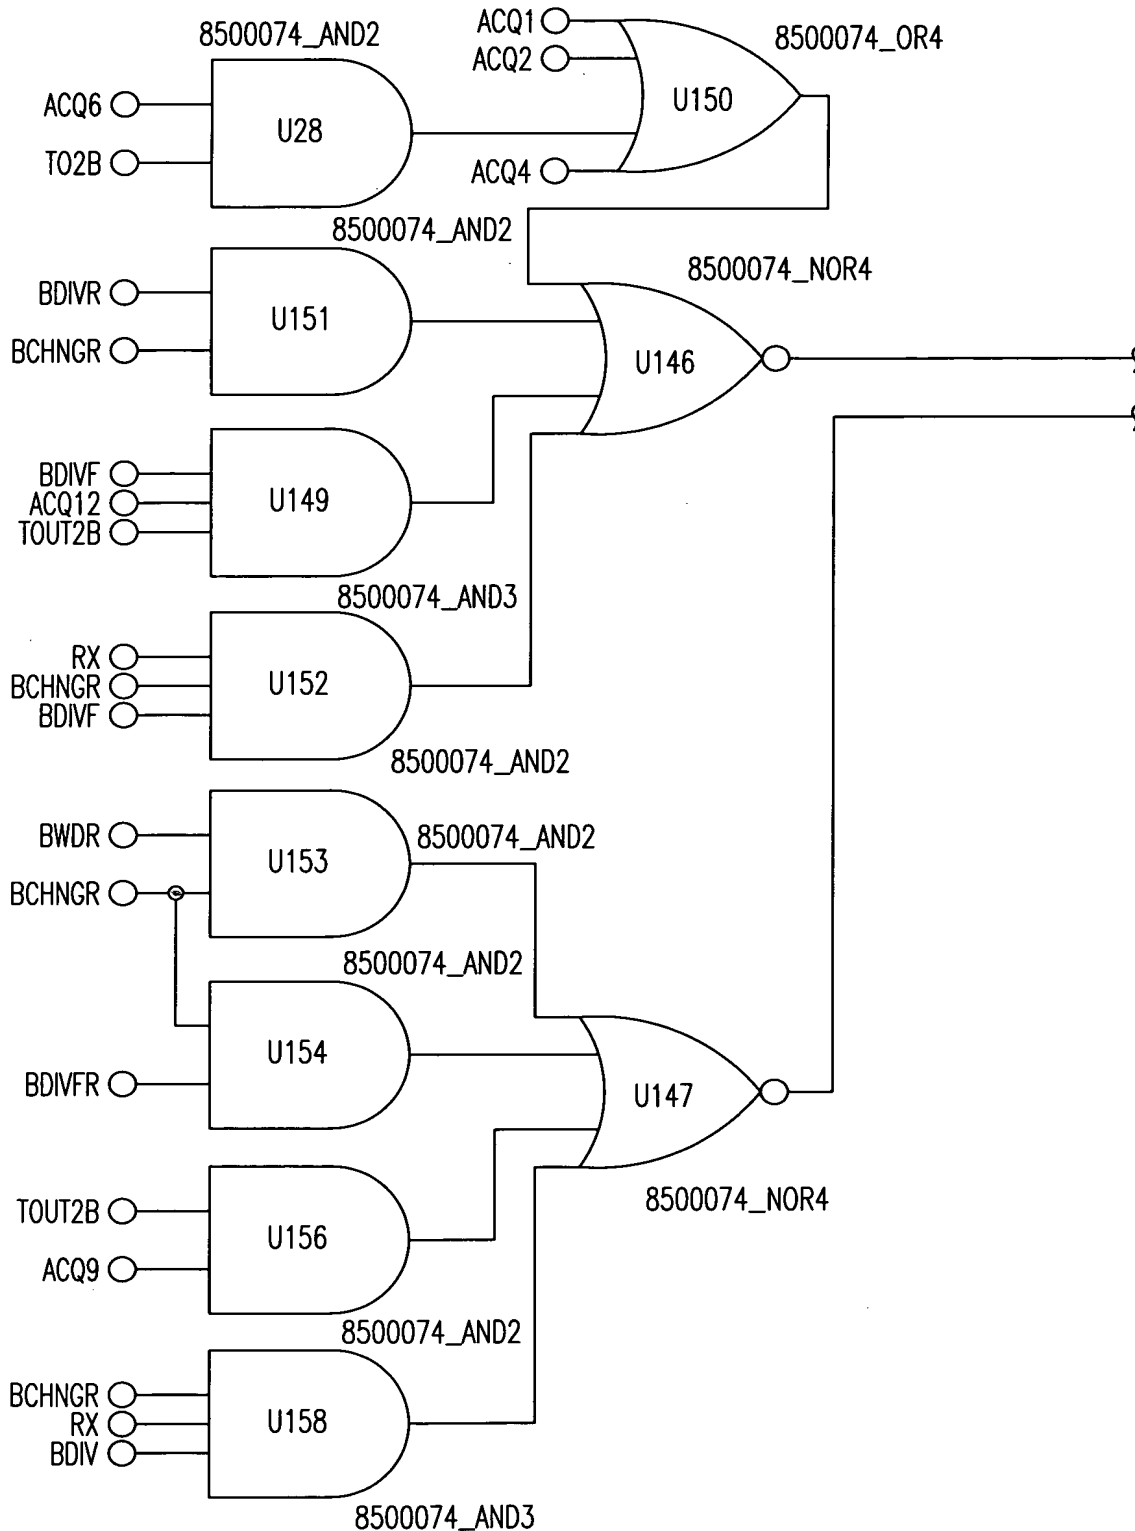 ACQ1
8500074_AND2
8500074_OR4
ACQ2
U150
ACQ6
U28
TO2B
ACQ4
8500074_AND2
8500074_NOR4
BDIVR
U151
BCHNGR
U146
BDIVF
U149
ACQ12
TOUT2B
8500074_AND3
RX
U152
BCHNGR
BDIVF
8500074_AND2
BWDR
8500074_AND2
U153
BCHNGR
8500074_AND2
U154
BDIVFR
U147
8500074_NOR4
TOUT2B
U156
ACQ9
8500074_AND2
BCHNGR
U158
RX
BDIV
8500074_AND3